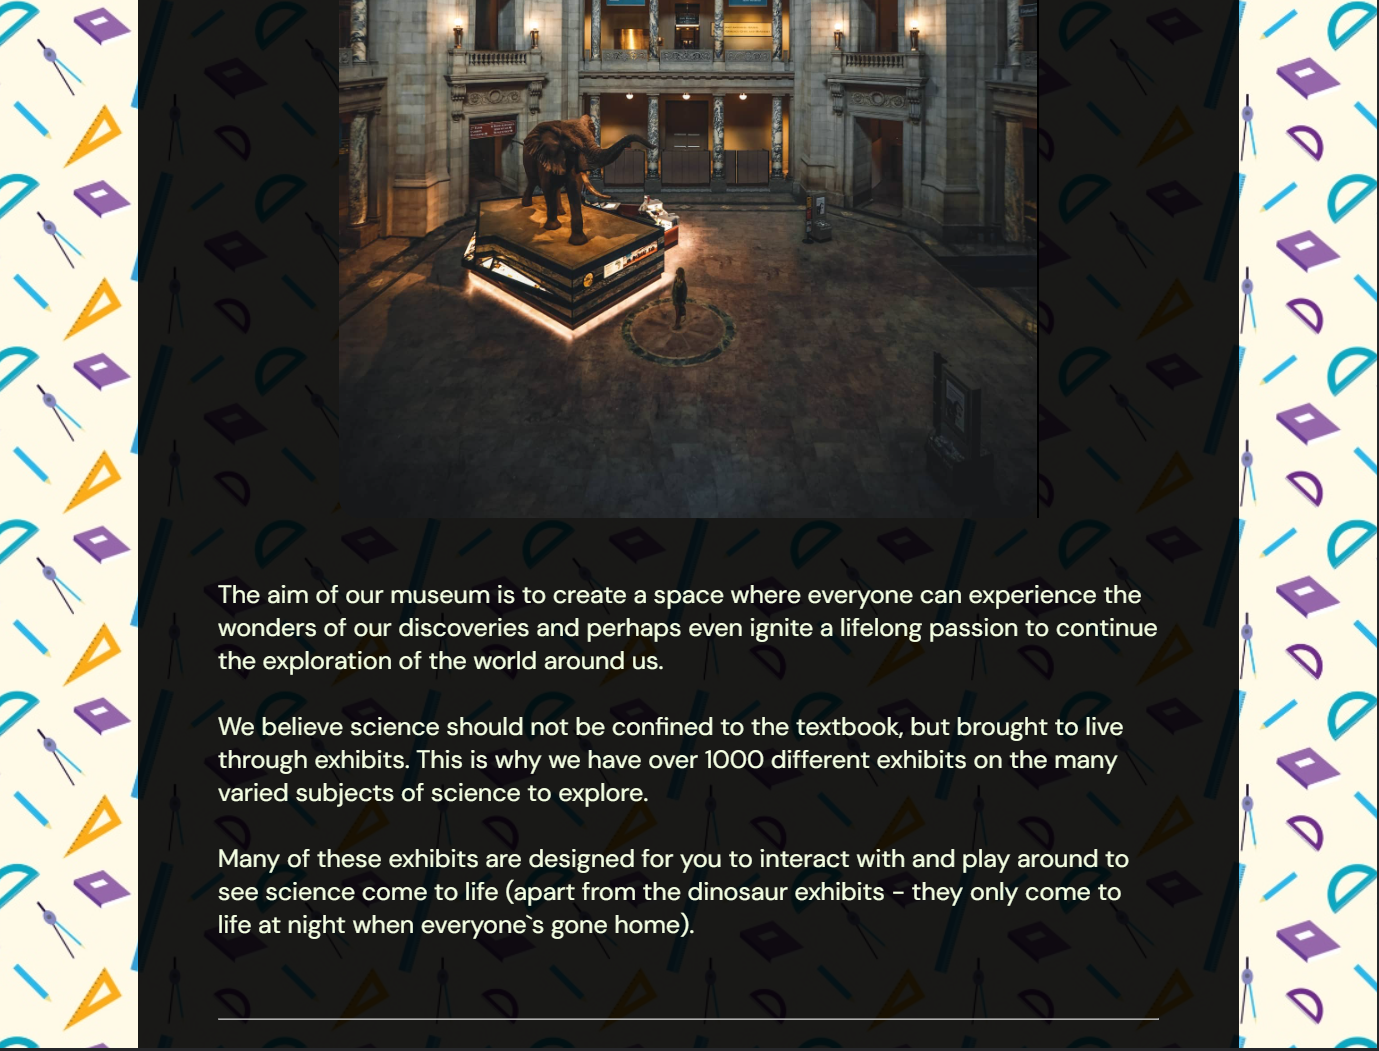 The aim of our museum is to create a space where everyone can experience the
wonders of our discoveries and perhaps even ignite a lifelong passion to continue
the exploration of the world around us.
We believe science should not be confined to the textbook, but brought to live
through exhibits. This is why we have over 1000 different exhibits on the many
varied subjects of science to explore.
Many of these exhibits are designed for you to interact with and play around to
see science come to life (apart from the dinosaur exhibits - they only come to
life at night when everyone`s gone home).